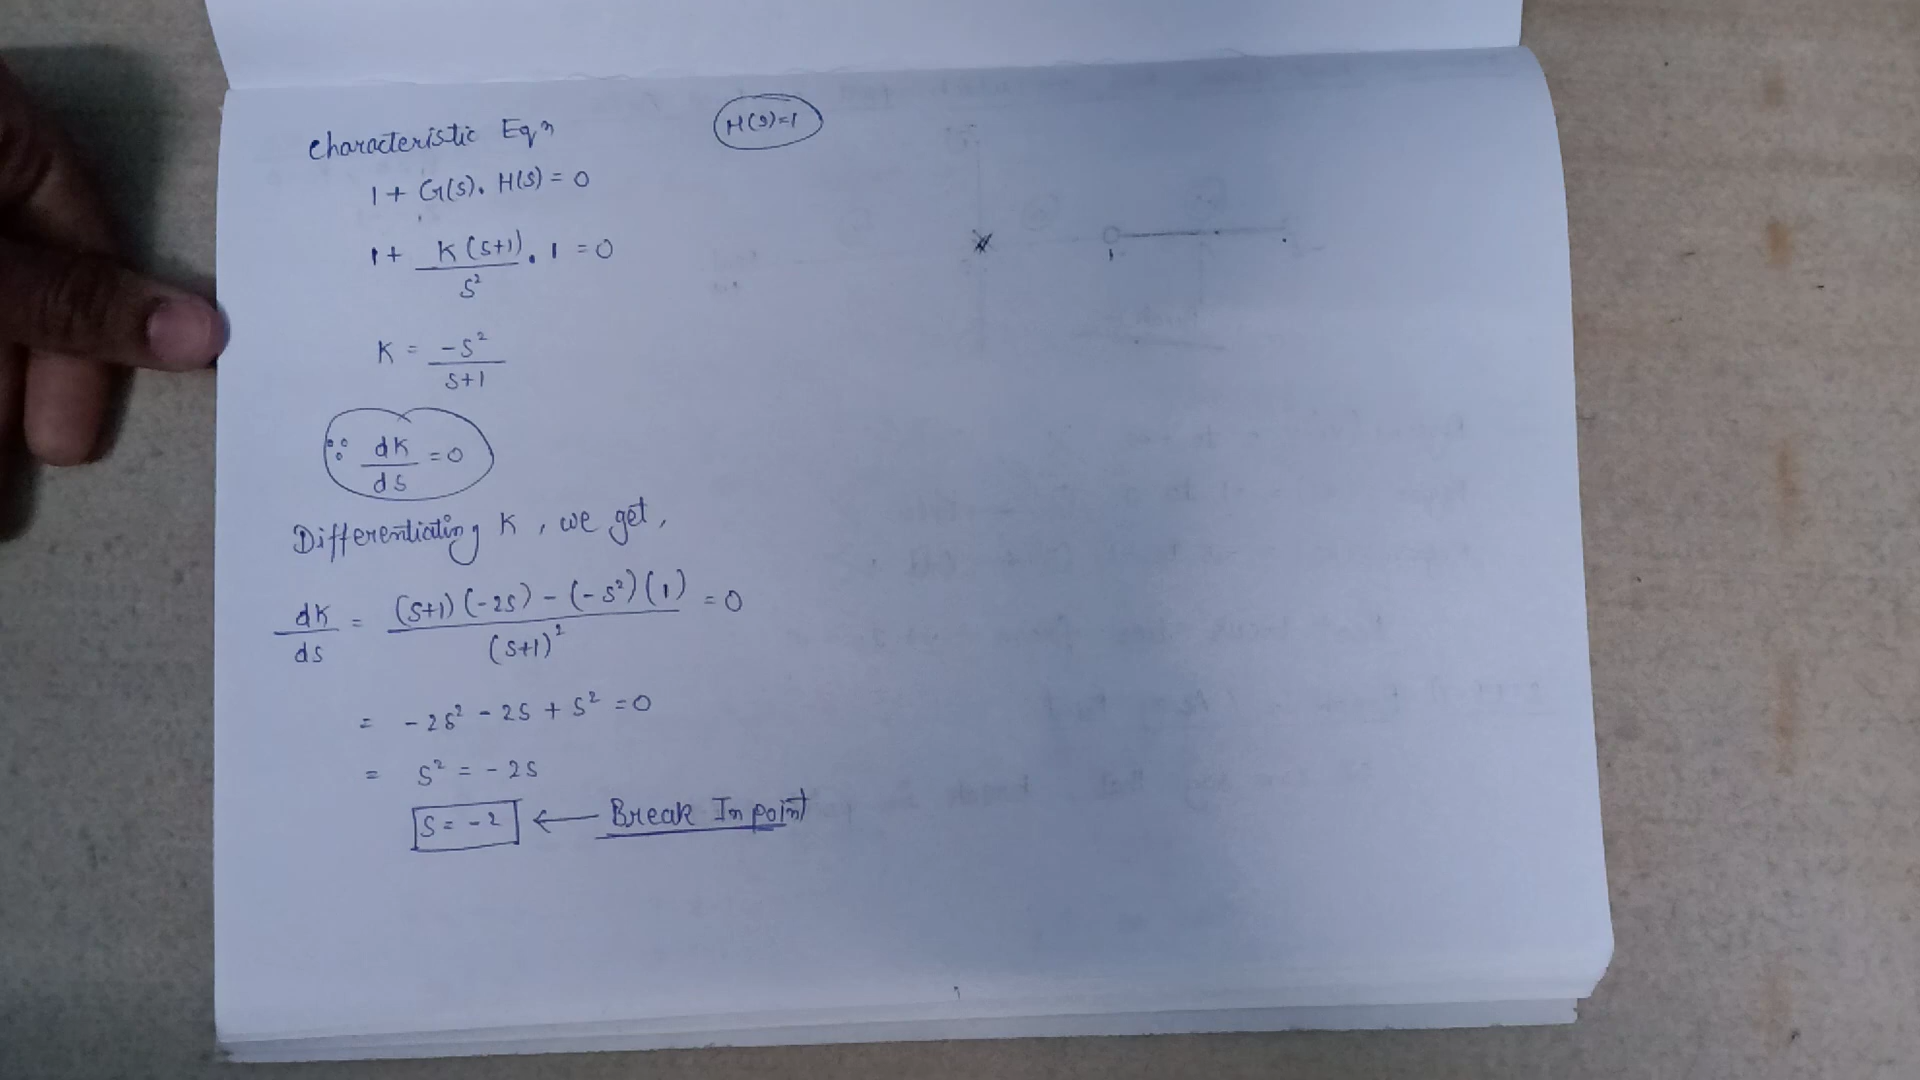 Characteristic Eqn
H(s)=1
1 + G(s). H(s) = 0
1 + K(s+1)/s² . 1 = 0
K = -s²/s+1
∵ dK/ds = 0
Differentiating K, we get,
dK/ds = (s+1)(-2s) - (-s²)(1)/(s+1)² = 0
= -2s² - 2s + s² = 0
= s² = -2s
s = -2 ← Break In point